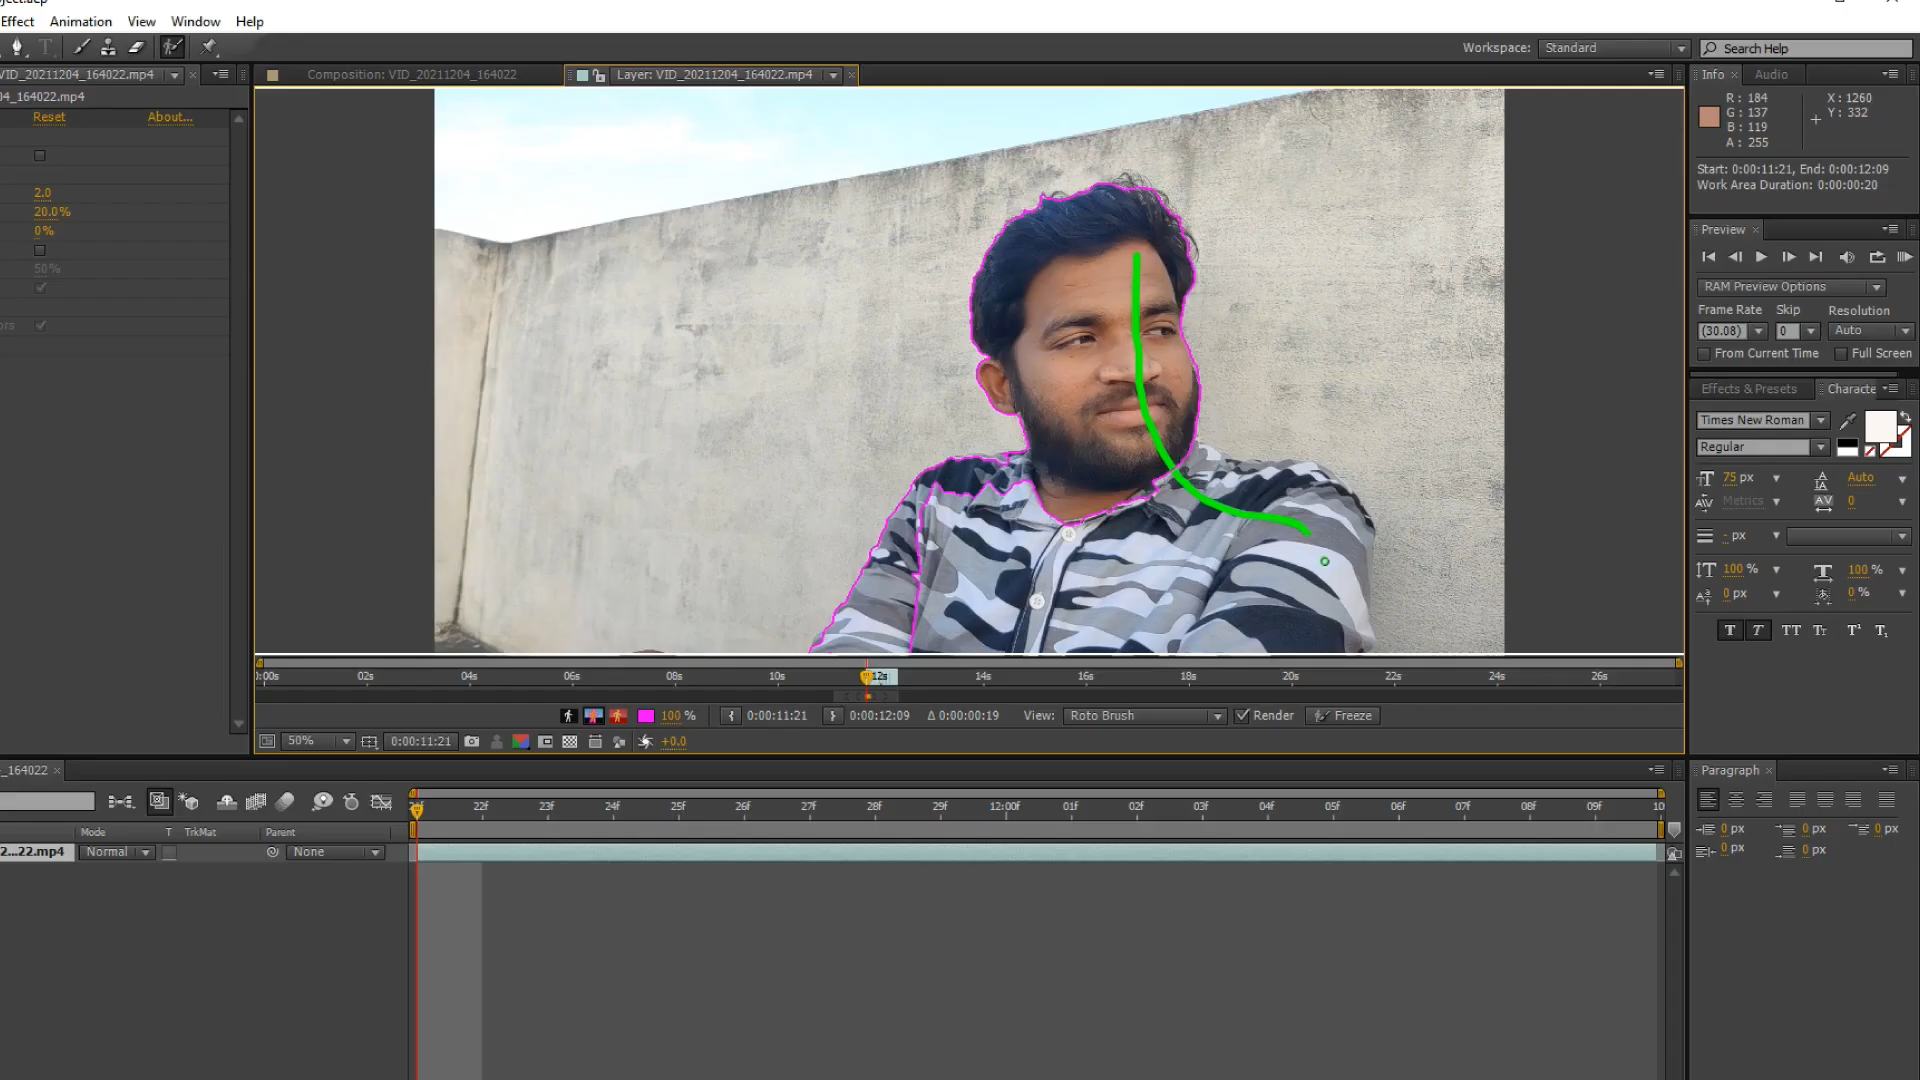 Effect Animation View Window Help
Workspace: Standard Search Help
VID_20211204_164022.mp4
Composition: VID_20211204_164022
Layer: VID_20211204_164022.mp4
Info Audio
04_164022.mp4
Reset About...
R: 184 X: 1260
G: 137 Y: 332
B: 119
A: 255
Start: 0:00:11:21, End: 0:00:12:09
Work Area Duration: 0:00:00:20
2.0
20.0%
0%
50%
Preview
RAM Preview Options
Frame Rate Skip Resolution
(30.08) 0 Auto
From Current Time Full Screen
Effects & Presets Characte
Times New Roman
Regular
75 px Auto
Metrics 0
- px
100 % 100 %
0 px 0 %
T T TT Tr T¹ T₁
:00s 02s 04s 06s 08s 10s 12s 14s 16s 18s 20s 22s 24s 26s
100 % 0:00:11:21 0:00:12:09 Δ 0:00:00:19 View: Roto Brush Render Freeze
50% 0:00:11:21 +0.0
_164022
Paragraph
22f 23f 24f 25f 26f 27f 28f 29f 12:00f 01f 02f 03f 04f 05f 06f 07f 08f 09f 10
Mode T TrkMat Parent
2...22.mp4 Normal None
0 px 0 px 0 px
0 px 0 px